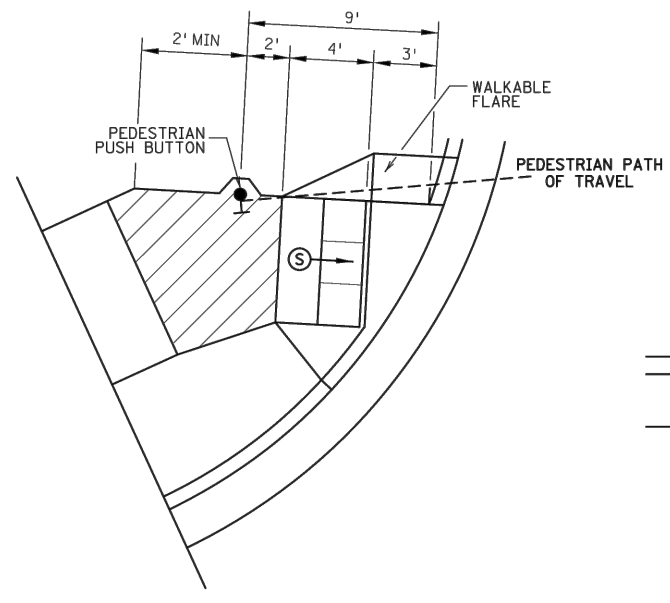 9'
2' MIN
2'
4'
3'
WALKABLE
FLARE
PEDESTRIAN
PUSH BUTTON
PEDESTRIAN PATH
OF TRAVEL
S